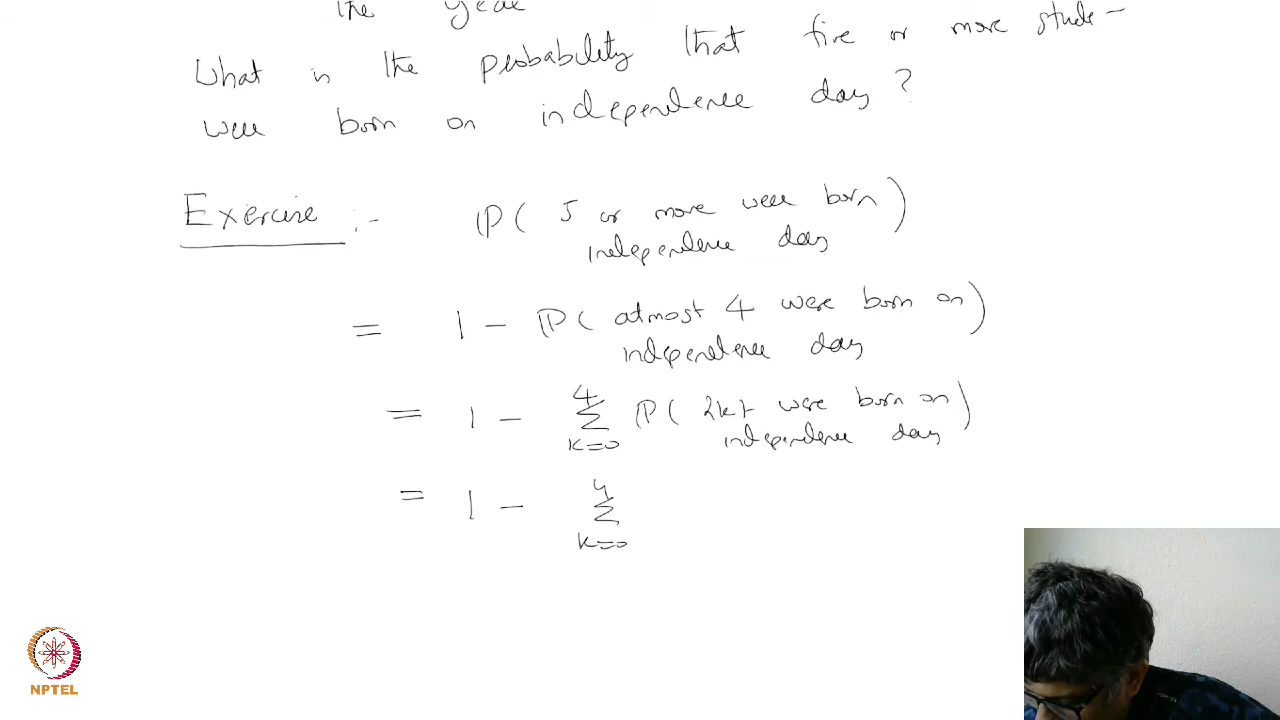 the year
What is the probability that five or more stude-
were born on independence day ?
Exercise :- P( 5 or more were born
independence day )
= 1 - P( atmost 4 were born on
independence day )
= 1 - 4 Σ k=0 P( {k} were born on
independence day )
= 1 - 4 Σ k=0
NPTEL